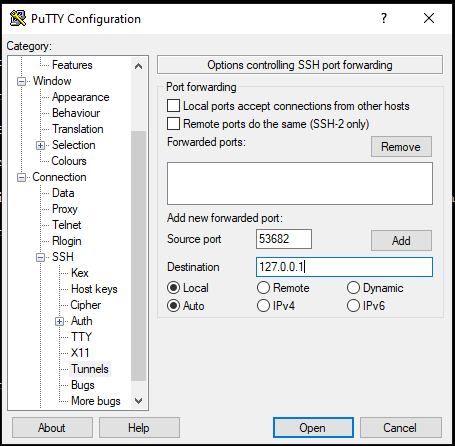 PuTTY Configuration
?
Category:
Features
Window
Appearance
Behaviour
Translation
Selection
Colours
Connection
Data
Proxy
Telnet
Rlogin
SSH
Kex
Host keys
Cipher
Auth
TTY
X11
Tunnels
Bugs
More bugs
Options controlling SSH port forwarding
Port forwarding
Local ports accept connections from other hosts
Remote ports do the same (SSH-2 only)
Forwarded ports:
Remove
Add new forwarded port:
Source port 53682 Add
Destination 127.0.0.1
Local Remote Dynamic
Auto IPv4 IPv6
About Help Open Cancel